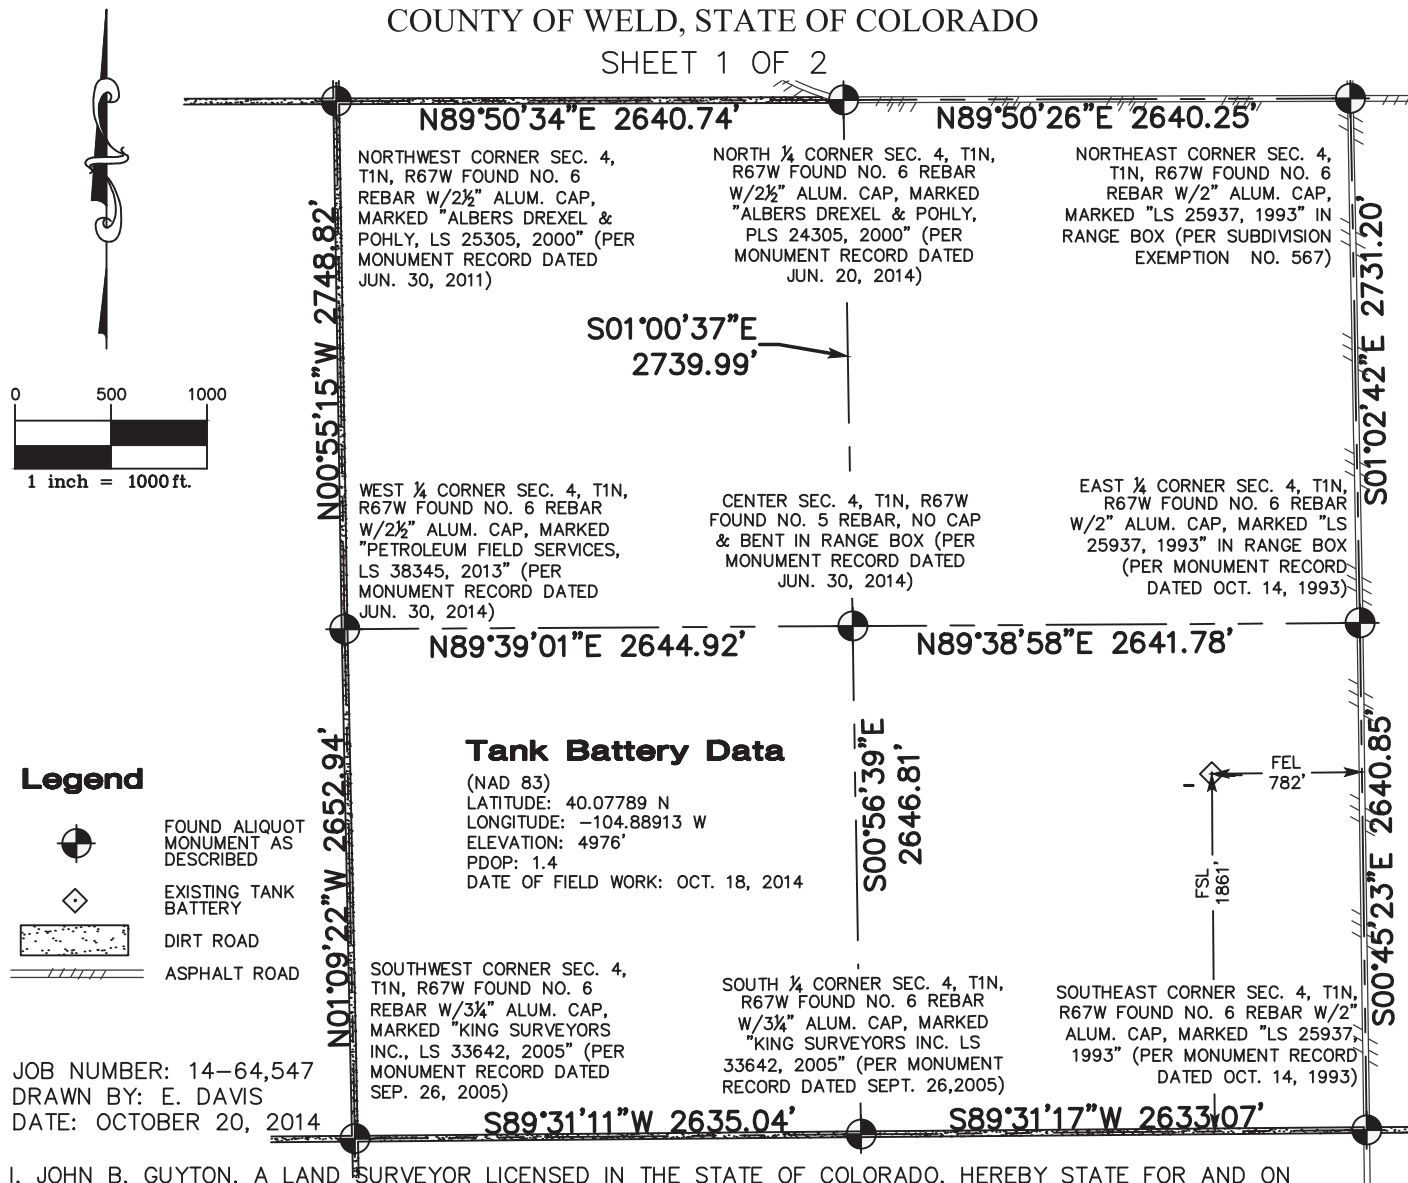 COUNTY OF WELD, STATE OF COLORADO
SHEET 1 OF 2
N89°50'34"E 2640.74'
N89°50'26"E 2640.25'
NORTHWEST CORNER SEC. 4,
T1N, R67W FOUND NO. 6
REBAR W/2½" ALUM. CAP,
MARKED "ALBERS DREXEL &
POHLY, LS 25305, 2000" (PER
MONUMENT RECORD DATED
JUN. 30, 2011)
NORTH ¼ CORNER SEC. 4, T1N,
R67W FOUND NO. 6 REBAR
W/2½" ALUM. CAP, MARKED
"ALBERS DREXEL & POHLY,
PLS 24305, 2000" (PER
MONUMENT RECORD DATED
JUN. 20, 2014)
NORTHEAST CORNER SEC. 4,
T1N, R67W FOUND NO. 6
REBAR W/2" ALUM. CAP,
MARKED "LS 25937, 1993" IN
RANGE BOX (PER SUBDIVISION
EXEMPTION NO. 567)
N00°55'15"W 2748.82'
S01°00'37"E
2739.99'
S01°02'42"E 2731.20'
0 500 1000
1 inch = 1000 ft.
WEST ¼ CORNER SEC. 4, T1N,
R67W FOUND NO. 6 REBAR
W/2½" ALUM. CAP, MARKED
"PETROLEUM FIELD SERVICES,
LS 38345, 2013" (PER
MONUMENT RECORD DATED
JUN. 30, 2014)
CENTER SEC. 4, T1N, R67W
FOUND NO. 5 REBAR, NO CAP
& BENT IN RANGE BOX (PER
MONUMENT RECORD DATED
JUN. 30, 2014)
EAST ¼ CORNER SEC. 4, T1N,
R67W FOUND NO. 6 REBAR
W/2" ALUM. CAP, MARKED "LS
25937, 1993" IN RANGE BOX
(PER MONUMENT RECORD
DATED OCT. 14, 1993)
N89°39'01"E 2644.92'
N89°38'58"E 2641.78'
Tank Battery Data
(NAD 83)
LATITUDE: 40.07789 N
LONGITUDE: -104.88913 W
ELEVATION: 4976'
PDOP: 1.4
DATE OF FIELD WORK: OCT. 18, 2014
N01°09'22"W 2652.94'
S00°56'39"E
2646.81'
FEL
782'
FSL
1861'
S00°45'23"E 2640.85'
Legend
FOUND ALIQUOT
MONUMENT AS
DESCRIBED
EXISTING TANK
BATTERY
DIRT ROAD
ASPHALT ROAD
SOUTHWEST CORNER SEC. 4,
T1N, R67W FOUND NO. 6
REBAR W/3¼" ALUM. CAP,
MARKED "KING SURVEYORS
INC., LS 33642, 2005" (PER
MONUMENT RECORD DATED
SEP. 26, 2005)
SOUTH ¼ CORNER SEC. 4, T1N,
R67W FOUND NO. 6 REBAR
W/3¼" ALUM. CAP, MARKED
"KING SURVEYORS INC. LS
33642, 2005" (PER MONUMENT
RECORD DATED SEPT. 26,2005)
SOUTHEAST CORNER SEC. 4, T1N,
R67W FOUND NO. 6 REBAR W/2"
ALUM. CAP, MARKED "LS 25937,
1993" (PER MONUMENT RECORD
DATED OCT. 14, 1993)
JOB NUMBER: 14-64,547
DRAWN BY: E. DAVIS
DATE: OCTOBER 20, 2014
S89°31'11"W 2635.04'
S89°31'17"W 2633.07'
I, JOHN B. GUYTON, A LAND SURVEYOR LICENSED IN THE STATE OF COLORADO, HEREBY STATE FOR AND ON